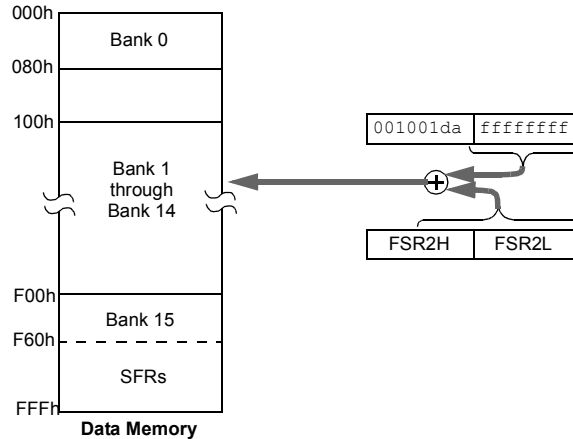 000h
Bank 0
080h
100h
001001da ffffffff
Bank 1
through
Bank 14
FSR2H FSR2L
F00h
Bank 15
F60h
SFRs
FFFh
Data Memory